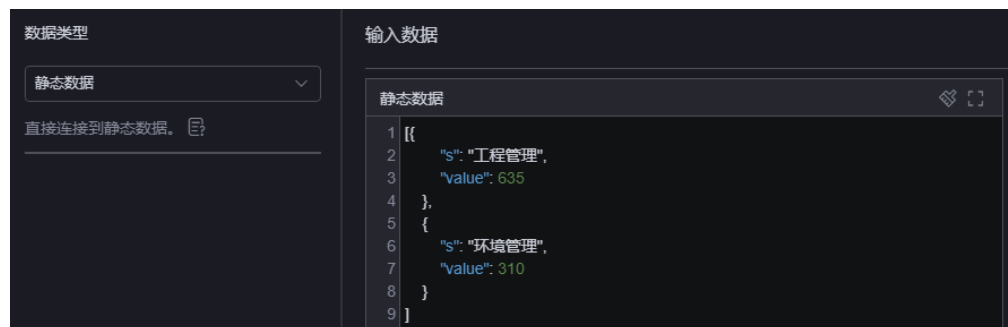 数据类型
静态数据
直接连接到静态数据。
输入数据
静态数据
1 [{
2 "s": "工程管理",
3 "value": 635
4 },
5 {
6 "s": "环境管理",
7 "value": 310
8 }
9 ]